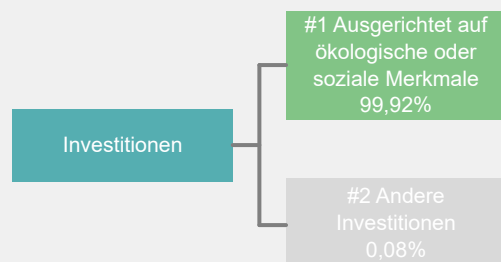 #1 Ausgerichtet auf
ökologische oder
soziale Merkmale
99,92%
Investitionen
#2 Andere
Investitionen
0,08%